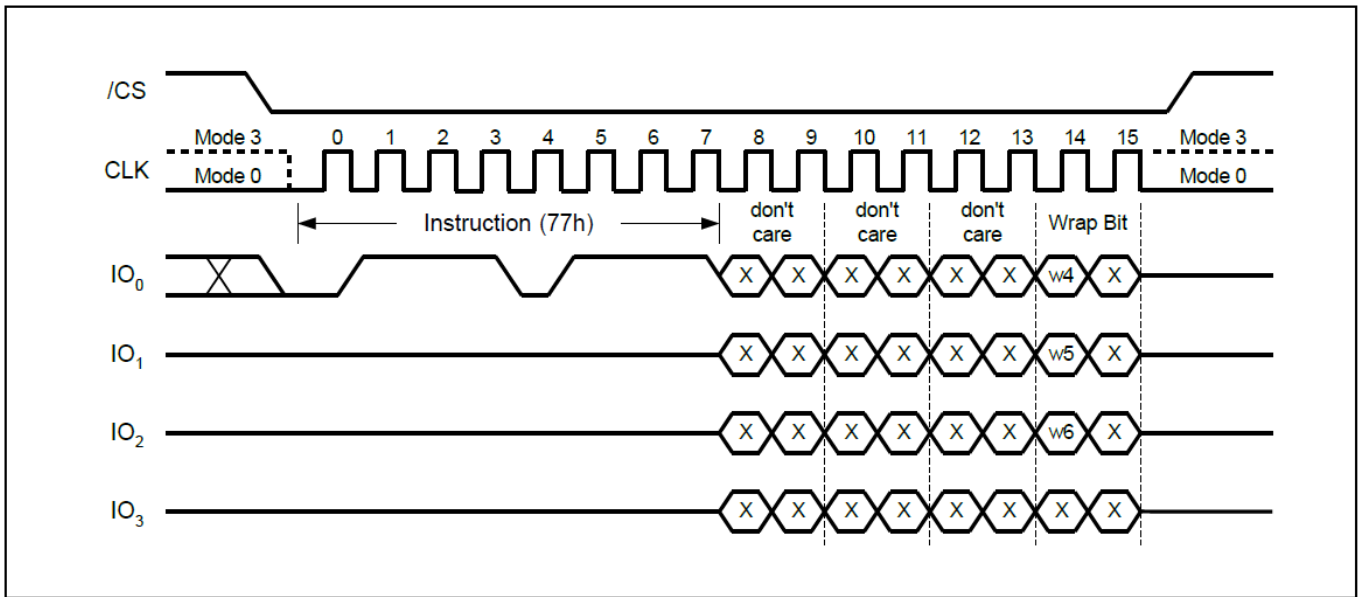 /CS
Mode 3 0 1 2 3 4 5 6 7 8 9 10 11 12 13 14 15 Mode 3
CLK
Mode 0 Mode 0
Instruction (77h) don't care don't care don't care Wrap Bit
IO0 X X X X X X w4 X
IO1 X X X X X X w5 X
IO2 X X X X X X w6 X
IO3 X X X X X X X X